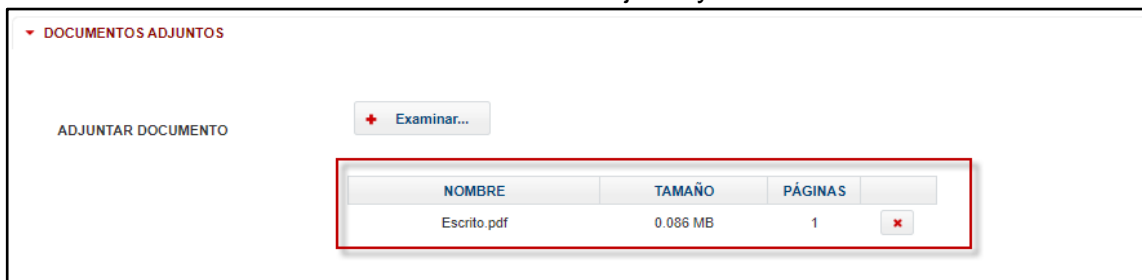 DOCUMENTOS ADJUNTOS
ADJUNTAR DOCUMENTO
Examinar...
NOMBRE TAMAÑO PÁGINAS
Escrito.pdf 0.086 MB 1